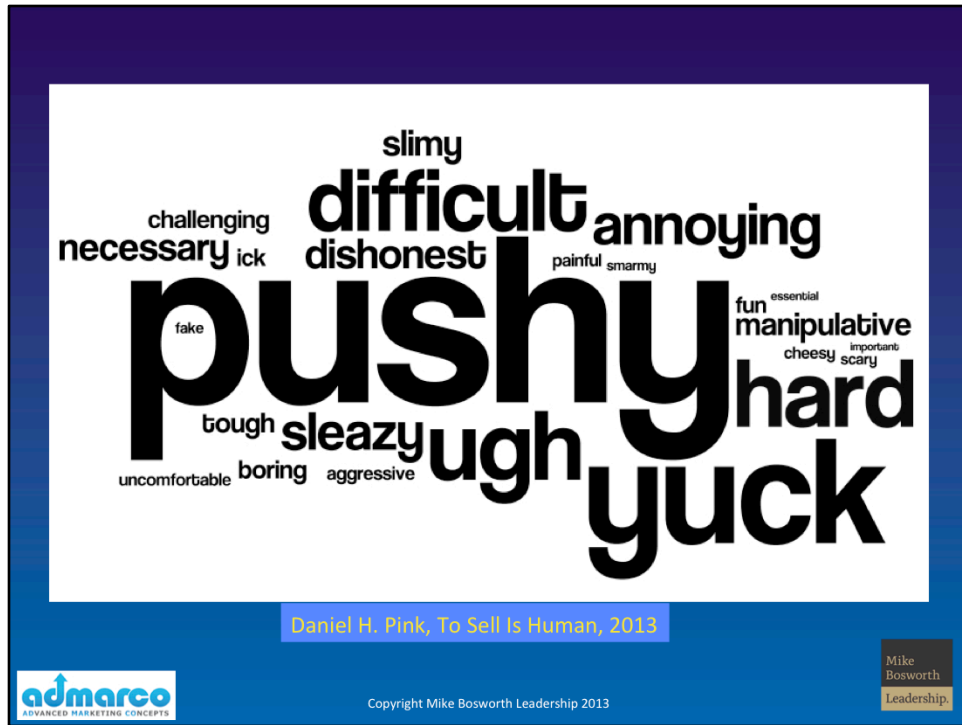 slimy
difficult
challenging
annoying
necessary
ick
dishonest
painful
smarmy
pushy
fake
fun
essential
manipulative
important
cheesy
scary
hard
tough
sleazy
ugh
yuck
uncomfortable
boring
aggressive
Daniel H. Pink, To Sell Is Human, 2013
admarco
ADVANCED MARKETING CONCEPTS
Copyright Mike Bosworth Leadership 2013
Mike
Bosworth
Leadership.